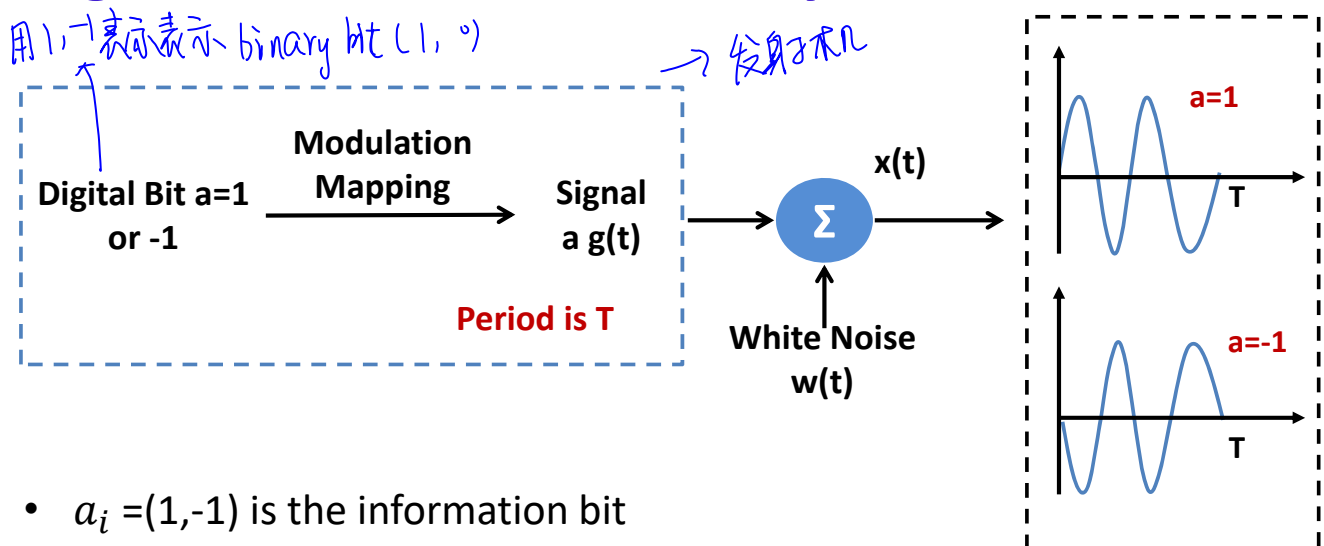 用1,-1表示表示 binary bit (1, 0)
→ 发射机
a=1
Modulation
Mapping
x(t)
Digital Bit a=1
or -1
Signal
a g(t)
Σ
T
Period is T
White Noise
w(t)
a=-1
T
• aᵢ =(1,-1) is the information bit